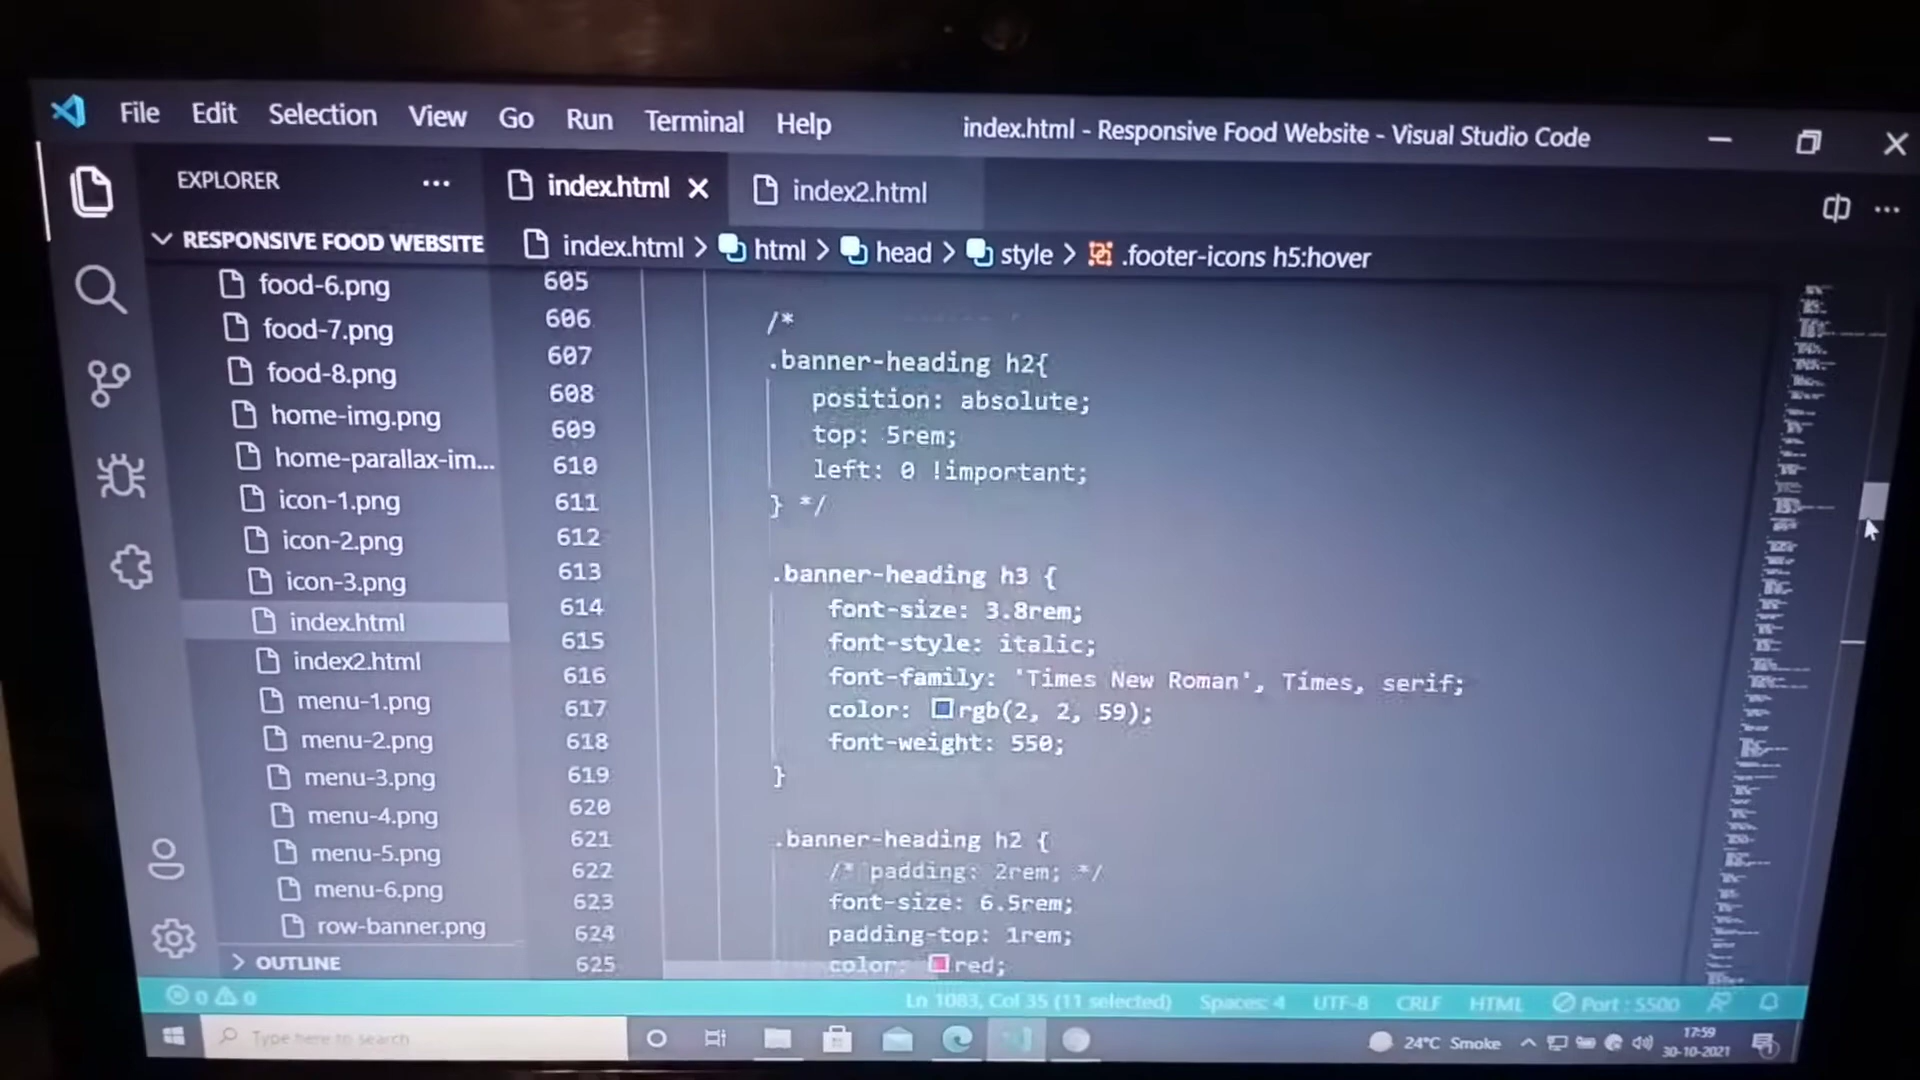 File Edit Selection View Go Run Terminal Help index.html - Responsive Food Website - Visual Studio Code
EXPLORER ... index.html index2.html
RESPONSIVE FOOD WEBSITE
index.html > html > head > style > .footer-icons h5:hover
food-6.png
food-7.png
food-8.png
home-img.png
home-parallax-im...
icon-1.png
icon-2.png
icon-3.png
index.html
index2.html
menu-1.png
menu-2.png
menu-3.png
menu-4.png
menu-5.png
menu-6.png
row-banner.png
OUTLINE
605
606 /*
607 .banner-heading h2{
608 position: absolute;
609 top: 5rem;
610 left: 0 !important;
611 } */
612
613 .banner-heading h3 {
614 font-size: 3.8rem;
615 font-style: italic;
616 font-family: 'Times New Roman', Times, serif;
617 color: rgb(2, 2, 59);
618 font-weight: 550;
619 }
620
621 .banner-heading h2 {
622 /* padding: 2rem; */
623 font-size: 6.5rem;
624 padding-top: 1rem;
625 color: red;
0 0 Ln 1083, Col 35 (11 selected) Spaces: 4 UTF-8 CRLF HTML Port : 5500
Type here to search 24°C Smoke 17:59
30-10-2021